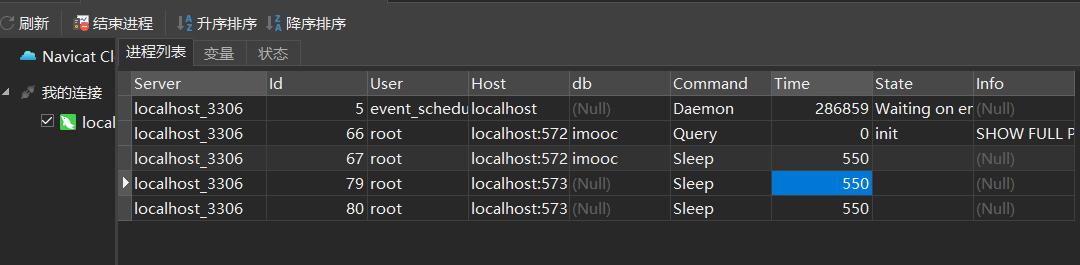 刷新 结束进程 升序排序 降序排序
Navicat Cl
我的连接
local
进程列表 变量 状态
Server Id User Host db Command Time State Info
localhost_3306 5 event_schedu localhost (Null) Daemon 286859 Waiting on en (Null)
localhost_3306 66 root localhost:572 imooc Query 0 init SHOW FULL P
localhost_3306 67 root localhost:572 imooc Sleep 550 (Null)
localhost_3306 79 root localhost:573 (Null) Sleep 550 (Null)
localhost_3306 80 root localhost:573 (Null) Sleep 550 (Null)